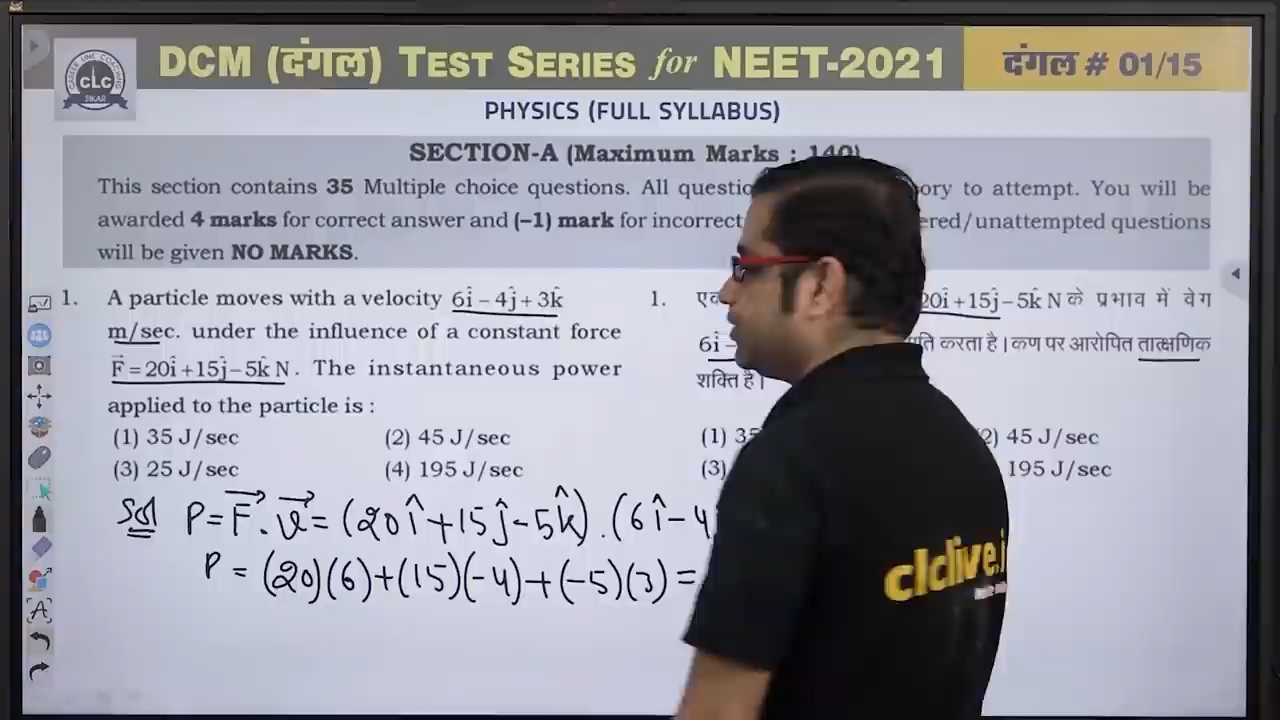 DCM (दंगल) TEST SERIES for NEET-2021
दंगल # 01/15
CLC
SIKAR
PHYSICS (FULL SYLLABUS)
SECTION-A (Maximum Marks : 140)
This section contains 35 Multiple choice questions. All questio ory to attempt. You will be
awarded 4 marks for correct answer and (–1) mark for incorrect ered/unattempted questions
will be given NO MARKS.
1. A particle moves with a velocity 6î – 4ĵ + 3k̂
m/sec. under the influence of a constant force
F⃗ = 20î + 15ĵ – 5k̂ N. The instantaneous power
applied to the particle is :
(1) 35 J/sec (2) 45 J/sec
(3) 25 J/sec (4) 195 J/sec
1. 20î + 15ĵ – 5k̂ N के प्रभाव में वेग
6î – गति करता है। कण पर आरोपित तात्क्षणिक
शक्ति है।
(1) 35 2) 45 J/sec
(3) 195 J/sec
Sol P = F⃗ . v⃗ = (20î + 15ĵ – 5k̂) . (6î – 4
P = (20)(6) + (15)(-4) + (-5)(3) =
clclive.i